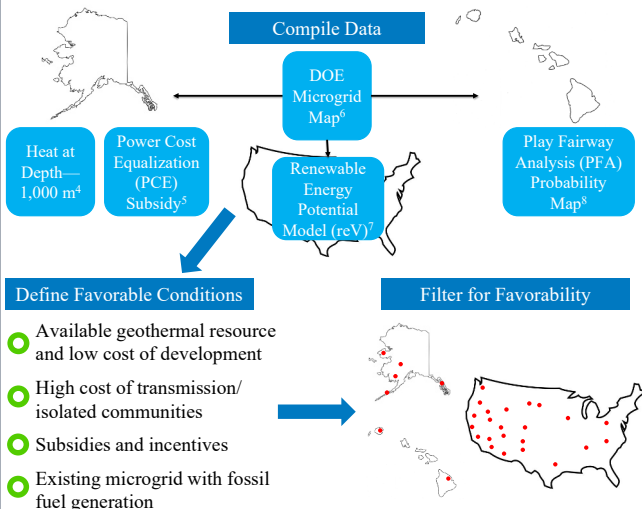 Compile Data
DOE
Microgrid
Map6
Heat at
Depth—
1,000 m4
Power Cost
Equalization
(PCE)
Subsidy5
Renewable
Energy
Potential
Model (reV)7
Play Fairway
Analysis (PFA)
Probability
Map8
Define Favorable Conditions
Available geothermal resource
and low cost of development
High cost of transmission/
isolated communities
Subsidies and incentives
Existing microgrid with fossil
fuel generation
Filter for Favorability